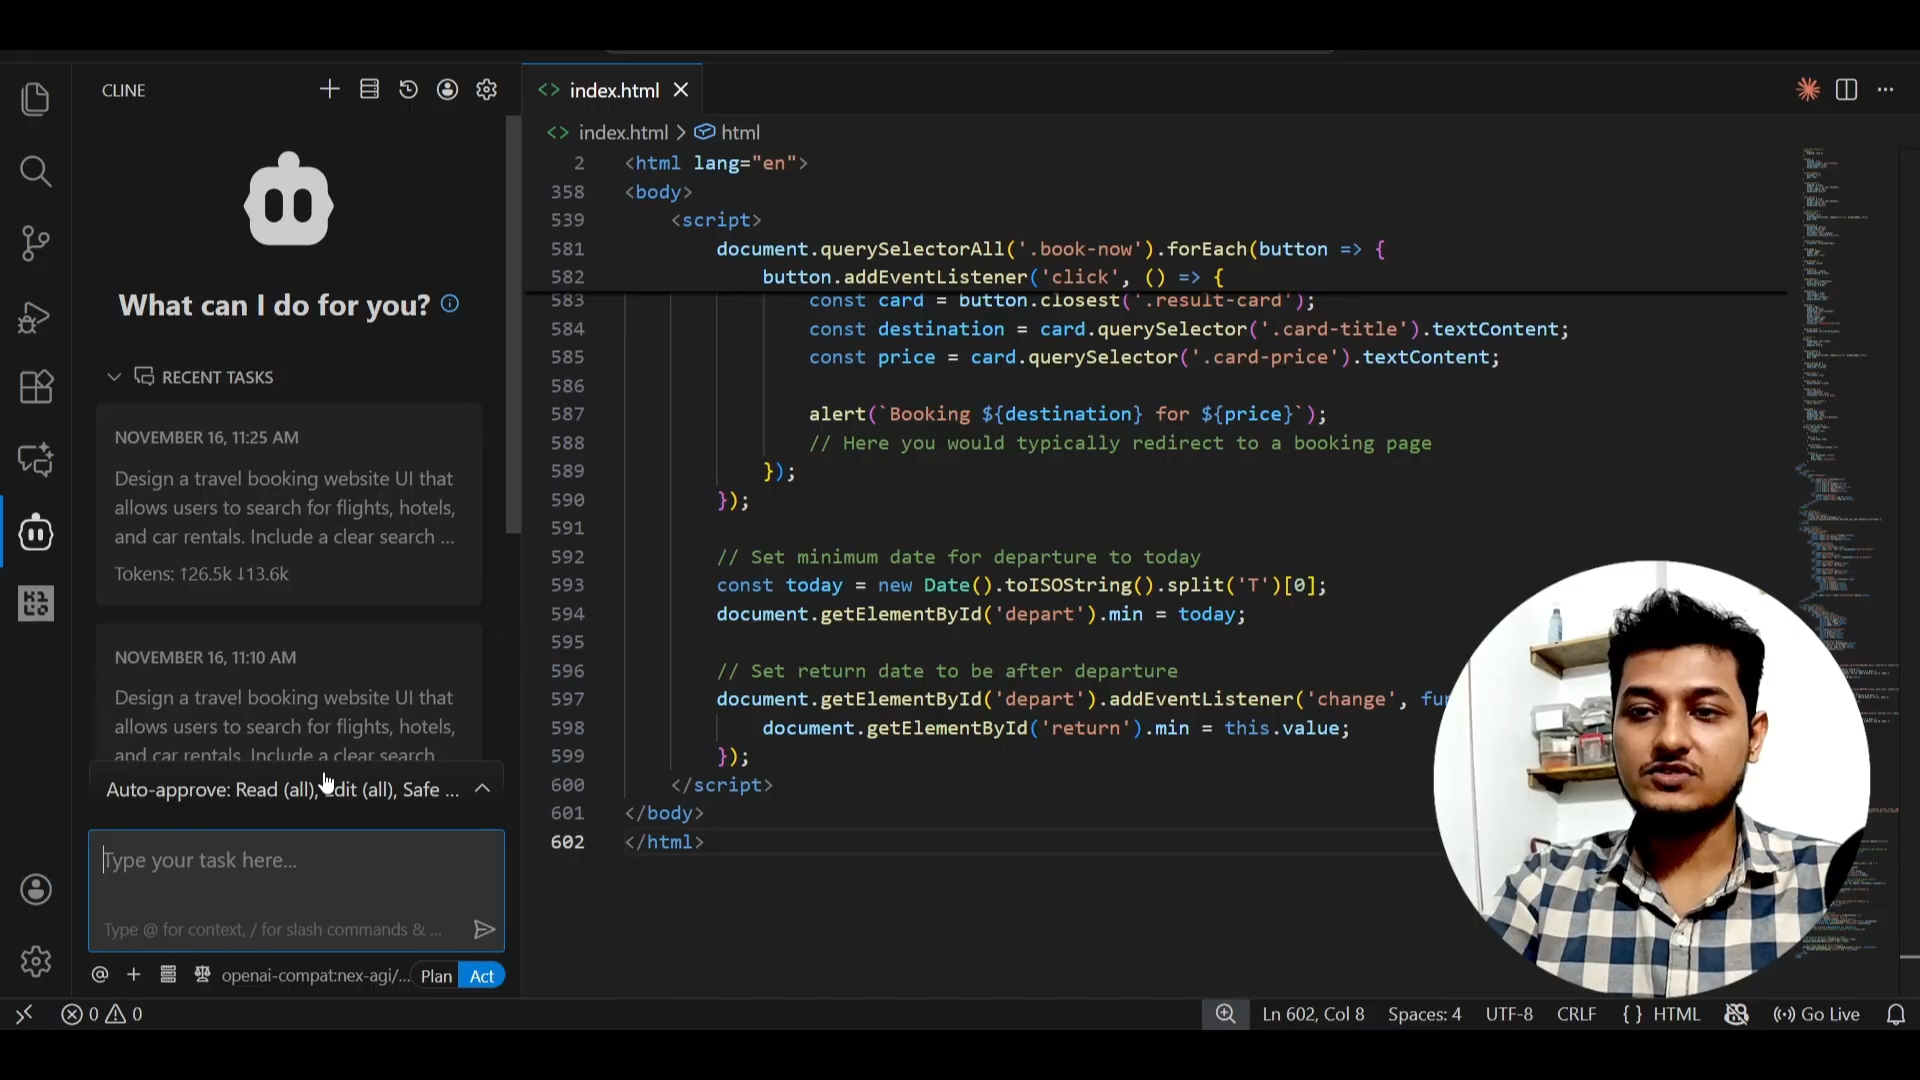 CLINE
What can I do for you?
RECENT TASKS
NOVEMBER 16, 11:25 AM
Design a travel booking website UI that
allows users to search for flights, hotels,
and car rentals. Include a clear search ...
Tokens: ↑26.5k ↓13.6k
NOVEMBER 16, 11:10 AM
Design a travel booking website UI that
allows users to search for flights, hotels,
and car rentals. Include a clear search
Auto-approve: Read (all), Edit (all), Safe ...
Type your task here...
Type @ for context, / for slash commands & ...
openai-compat:nex-agi/... Plan Act
0 0
index.html
index.html > html
2 <html lang="en">
358 <body>
539 <script>
581 document.querySelectorAll('.book-now').forEach(button => {
582 button.addEventListener('click', () => {
583 const card = button.closest('.result-card');
584 const destination = card.querySelector('.card-title').textContent;
585 const price = card.querySelector('.card-price').textContent;
586
587 alert(`Booking ${destination} for ${price}`);
588 // Here you would typically redirect to a booking page
589 });
590 });
591
592 // Set minimum date for departure to today
593 const today = new Date().toISOString().split('T')[0];
594 document.getElementById('depart').min = today;
595
596 // Set return date to be after departure
597 document.getElementById('depart').addEventListener('change', fu
598 document.getElementById('return').min = this.value;
599 });
600 </script>
601 </body>
602 </html>
Ln 602, Col 8 Spaces: 4 UTF-8 CRLF { } HTML Go Live